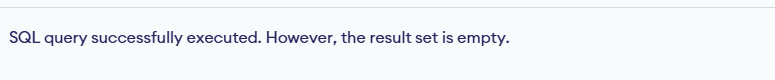 SQL query successfully executed. However, the result set is empty.